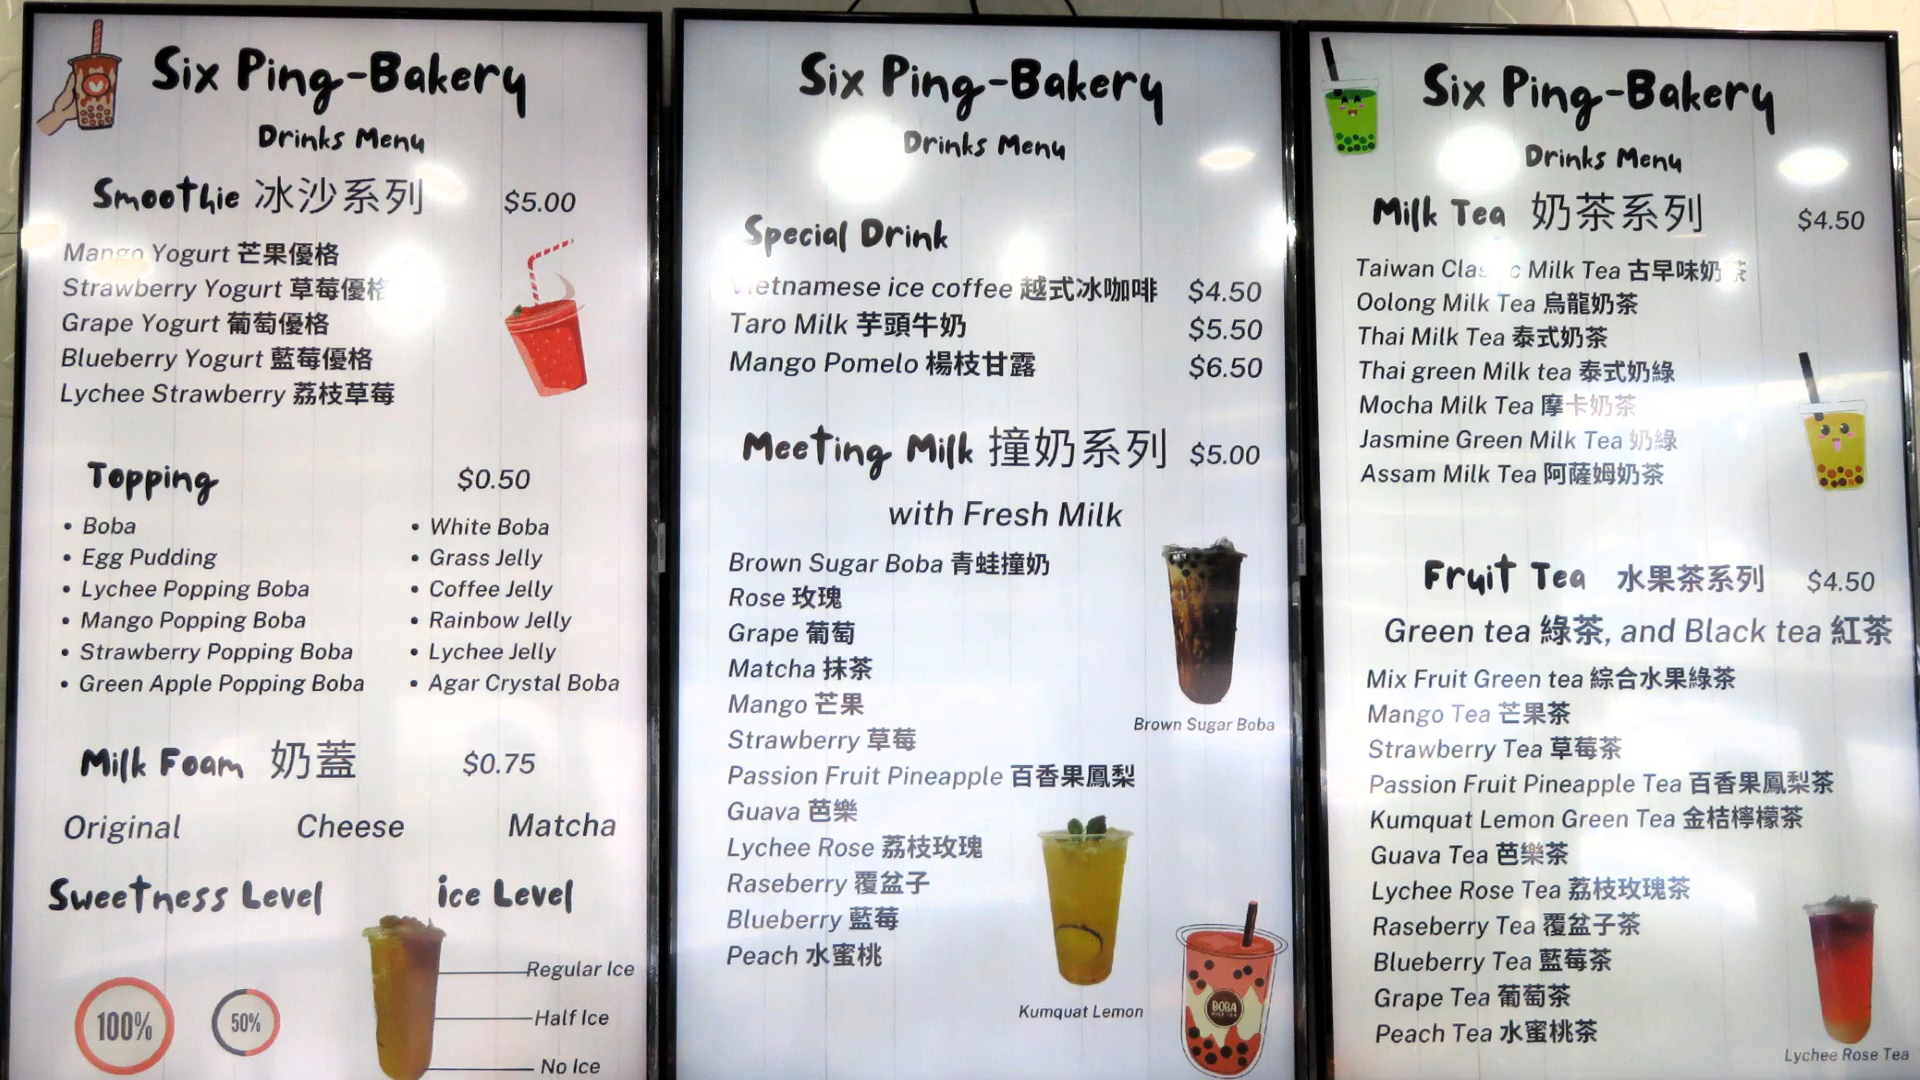 Six Ping-Bakery
Drinks Menu
Smoothie 冰沙系列 $5.00
Mango Yogurt 芒果優格
Strawberry Yogurt 草莓優格
Grape Yogurt 葡萄優格
Blueberry Yogurt 藍莓優格
Lychee Strawberry 荔枝草莓
Topping $0.50
• Boba • White Boba
• Egg Pudding • Grass Jelly
• Lychee Popping Boba • Coffee Jelly
• Mango Popping Boba • Rainbow Jelly
• Strawberry Popping Boba • Lychee Jelly
• Green Apple Popping Boba • Agar Crystal Boba
Milk Foam 奶蓋 $0.75
Original Cheese Matcha
Sweetness Level ice Level
100% 50%
Regular Ice
Half Ice
No Ice
Six Ping-Bakery
Drinks Menu
Special Drink
Vietnamese ice coffee 越式冰咖啡 $4.50
Taro Milk 芋頭牛奶 $5.50
Mango Pomelo 楊枝甘露 $6.50
Meeting Milk 撞奶系列 $5.00
with Fresh Milk
Brown Sugar Boba 青蛙撞奶
Rose 玫瑰
Grape 葡萄
Matcha 抹茶
Mango 芒果
Strawberry 草莓
Passion Fruit Pineapple 百香果鳳梨
Guava 芭樂
Lychee Rose 荔枝玫瑰
Raseberry 覆盆子
Blueberry 藍莓
Peach 水蜜桃
Brown Sugar Boba
Kumquat Lemon
BOBA
MILK TEA
Six Ping-Bakery
Drinks Menu
Milk Tea 奶茶系列 $4.50
Taiwan Classic Milk Tea 古早味奶茶
Oolong Milk Tea 烏龍奶茶
Thai Milk Tea 泰式奶茶
Thai green Milk tea 泰式奶綠
Mocha Milk Tea 摩卡奶茶
Jasmine Green Milk Tea 奶綠
Assam Milk Tea 阿薩姆奶茶
Fruit Tea 水果茶系列 $4.50
Green tea 綠茶, and Black tea 紅茶
Mix Fruit Green tea 綜合水果綠茶
Mango Tea 芒果茶
Strawberry Tea 草莓茶
Passion Fruit Pineapple Tea 百香果鳳梨茶
Kumquat Lemon Green Tea 金桔檸檬茶
Guava Tea 芭樂茶
Lychee Rose Tea 荔枝玫瑰茶
Raseberry Tea 覆盆子茶
Blueberry Tea 藍莓茶
Grape Tea 葡萄茶
Peach Tea 水蜜桃茶
Lychee Rose Tea